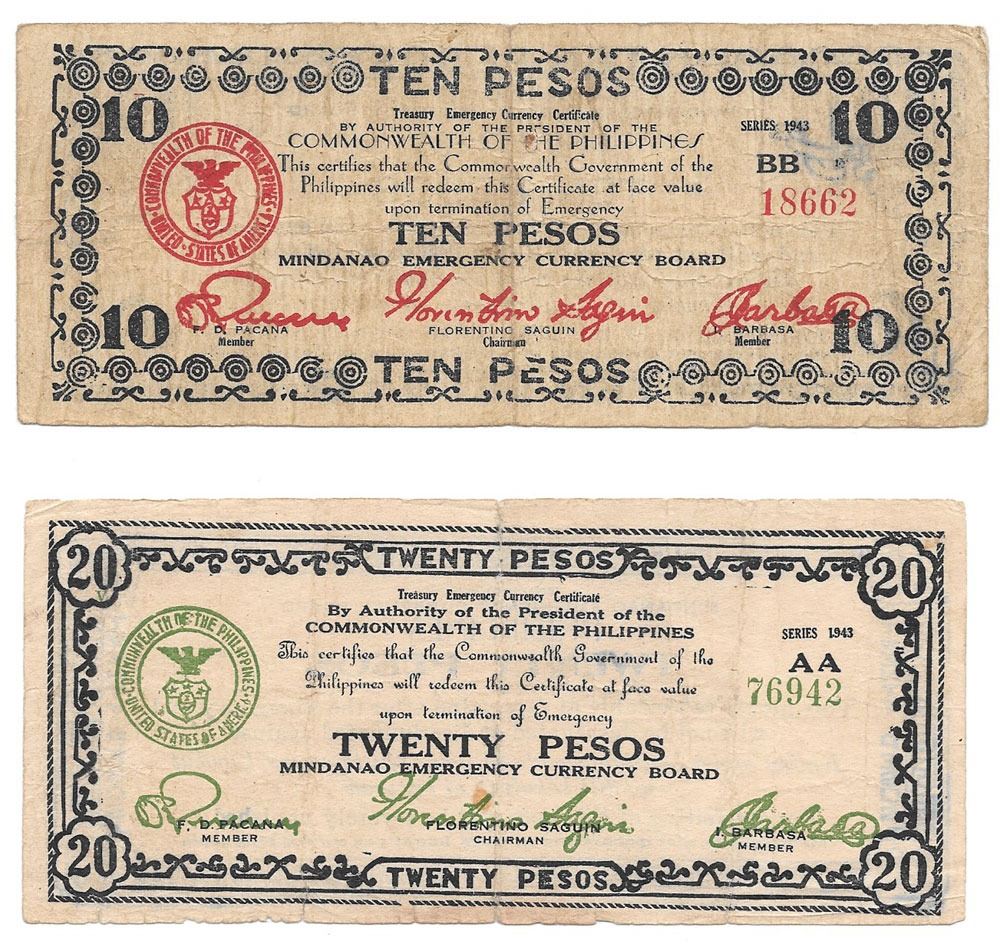 TEN PESOS
10 10
Treasury Emergency Currency Certificate
BY AUTHORITY OF THE PRESIDENT OF THE
COMMONWEALTH OF THE PHILIPPINES
SERIES 1943
BB
18662
COMMONWEALTH OF THE PHILIPPINES
UNITED STATES OF AMERICA
This certifies that the Commonwealth Government of the
Philippines will redeem this Certificate at face value
upon termination of Emergency
TEN PESOS
MINDANAO EMERGENCY CURRENCY BOARD
F. D. PACANA FLORENTINO SAGUIN I. BARBASA
Member Chairman Member
10 10
TEN PESOS
TWENTY PESOS
20 20
Treasury Emergency Currency Certificate
By Authority of the President of the
COMMONWEALTH OF THE PHILIPPINES
SERIES 1943
AA
76942
COMMONWEALTH OF THE PHILIPPINES
UNITED STATES OF AMERICA
This certifies that the Commonwealth Government of the
Philippines will redeem this Certificate at face value
upon termination of Emergency
TWENTY PESOS
MINDANAO EMERGENCY CURRENCY BOARD
F. D. PACANA FLORENTINO SAGUIN I. BARBASA
MEMBER CHAIRMAN MEMBER
20 20
TWENTY PESOS